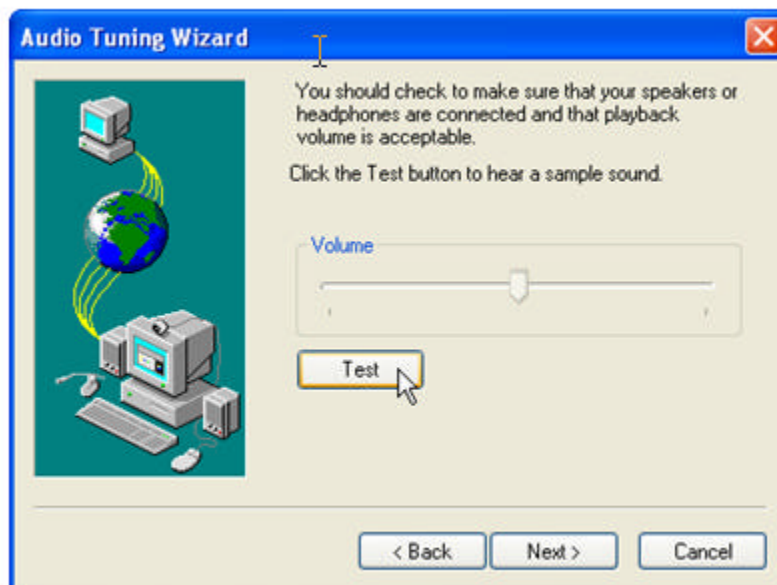 Audio Tuning Wizard
You should check to make sure that your speakers or
headphones are connected and that playback
volume is acceptable.
Click the Test button to hear a sample sound.
Volume
Test
< Back
Next >
Cancel